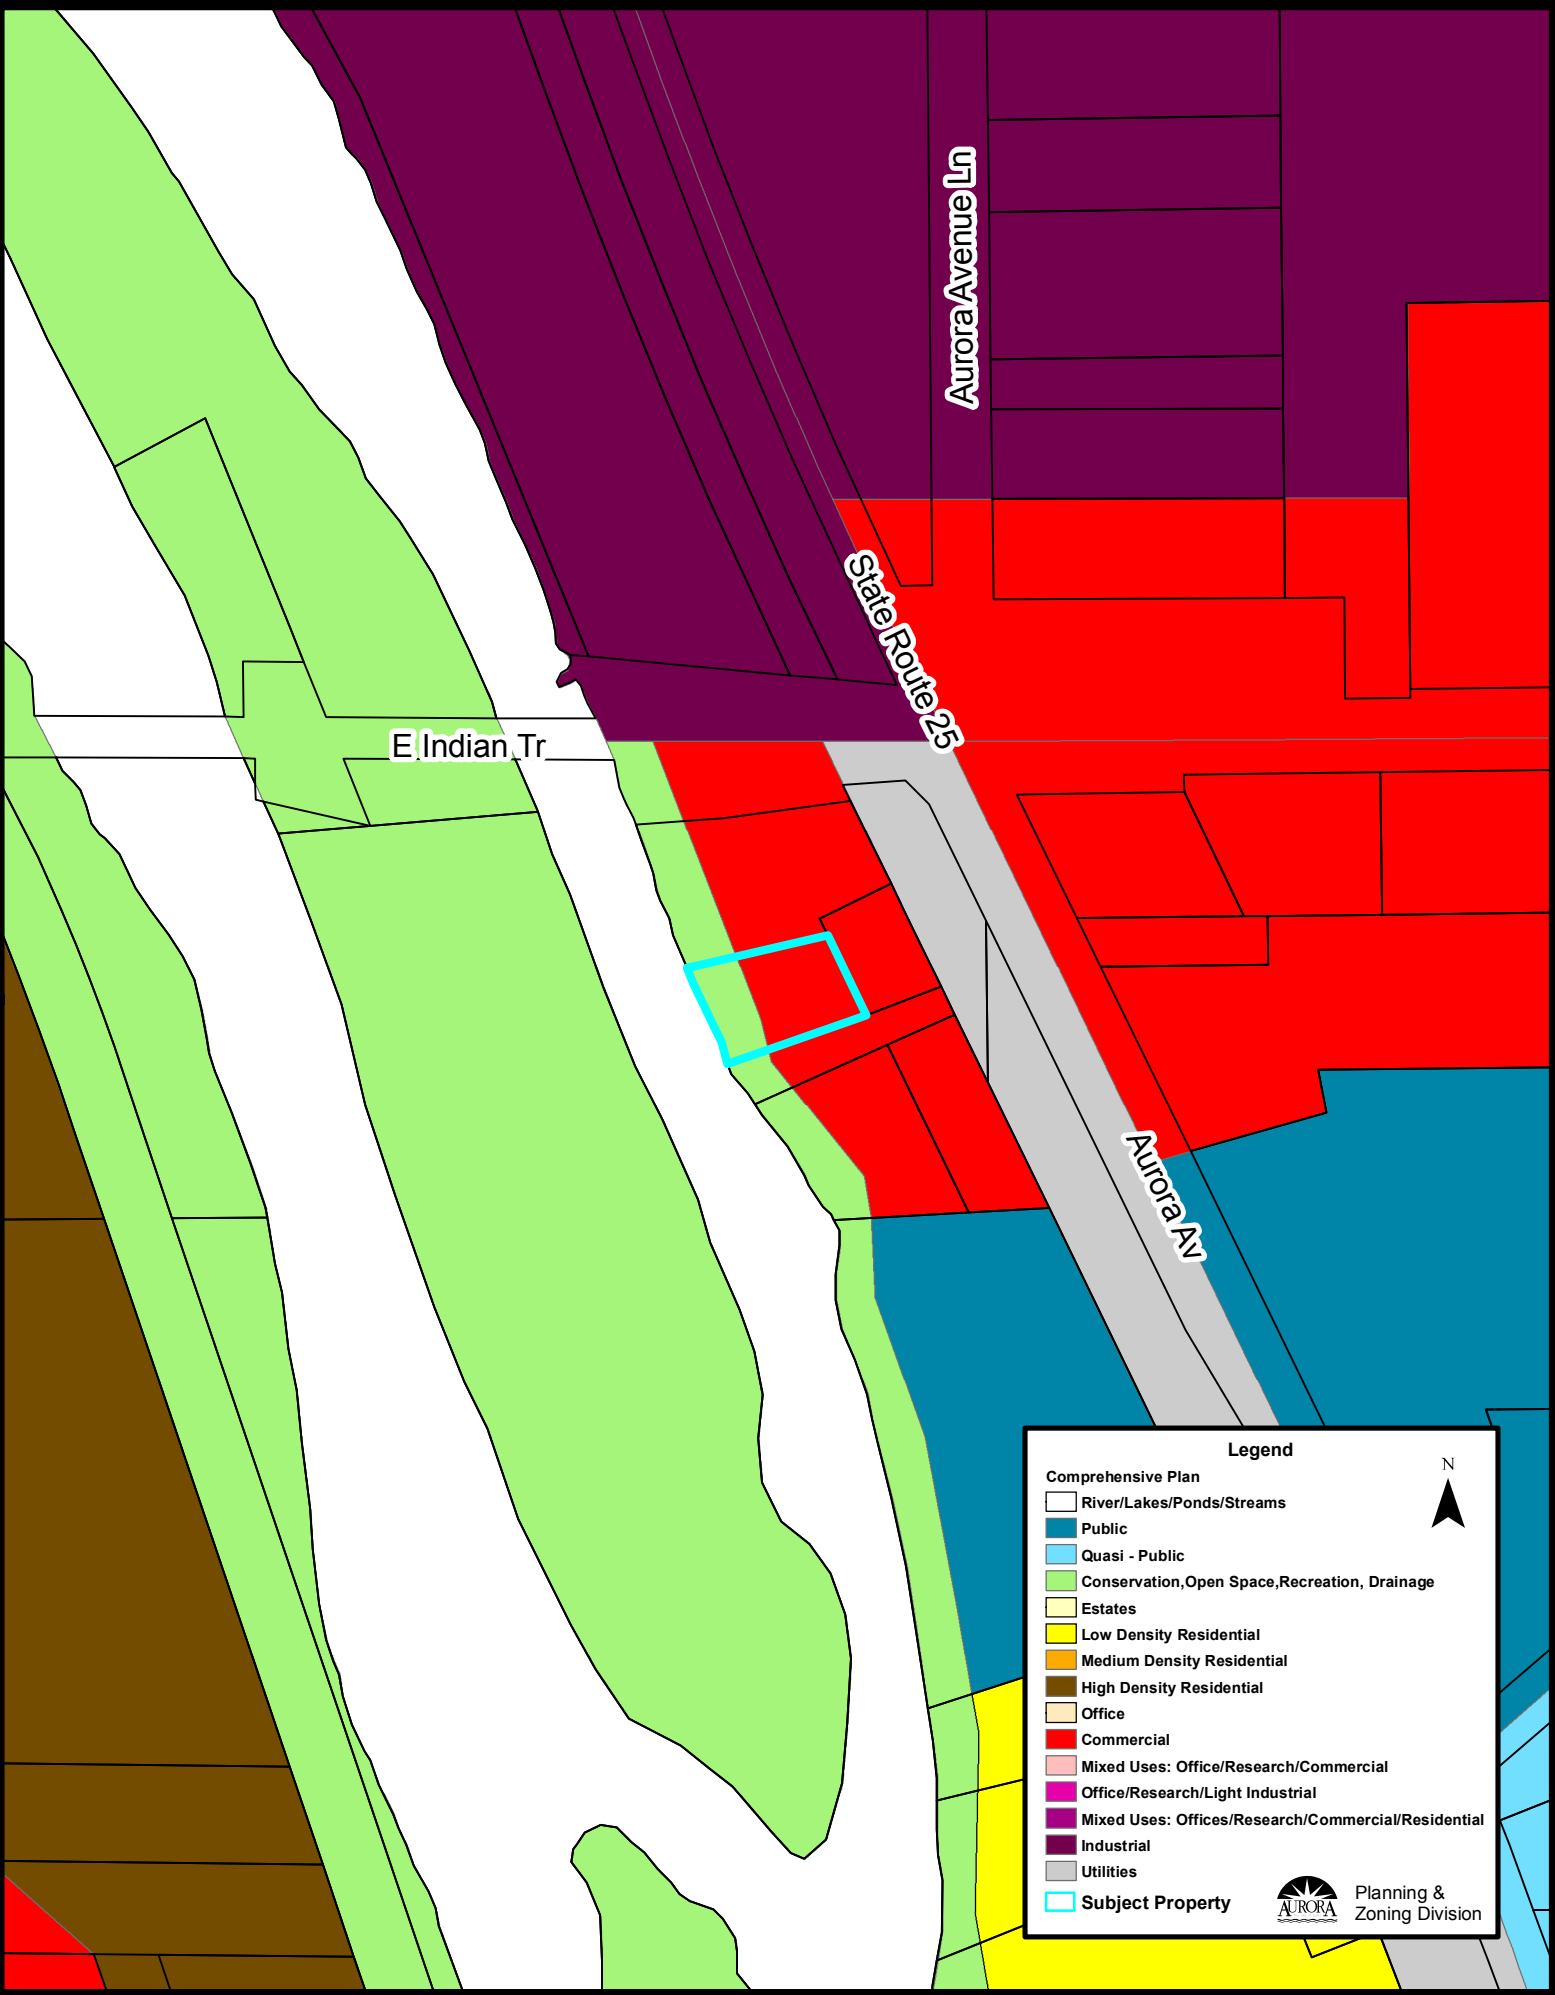 Aurora Avenue Ln
State Route 25
E Indian Tr
Aurora Av
Legend
Comprehensive Plan
N
River/Lakes/Ponds/Streams
Public
Quasi - Public
Conservation,Open Space,Recreation, Drainage
Estates
Low Density Residential
Medium Density Residential
High Density Residential
Office
Commercial
Mixed Uses: Office/Research/Commercial
Office/Research/Light Industrial
Mixed Uses: Offices/Research/Commercial/Residential
Industrial
Utilities
Subject Property
AURORA
Planning &
Zoning Division